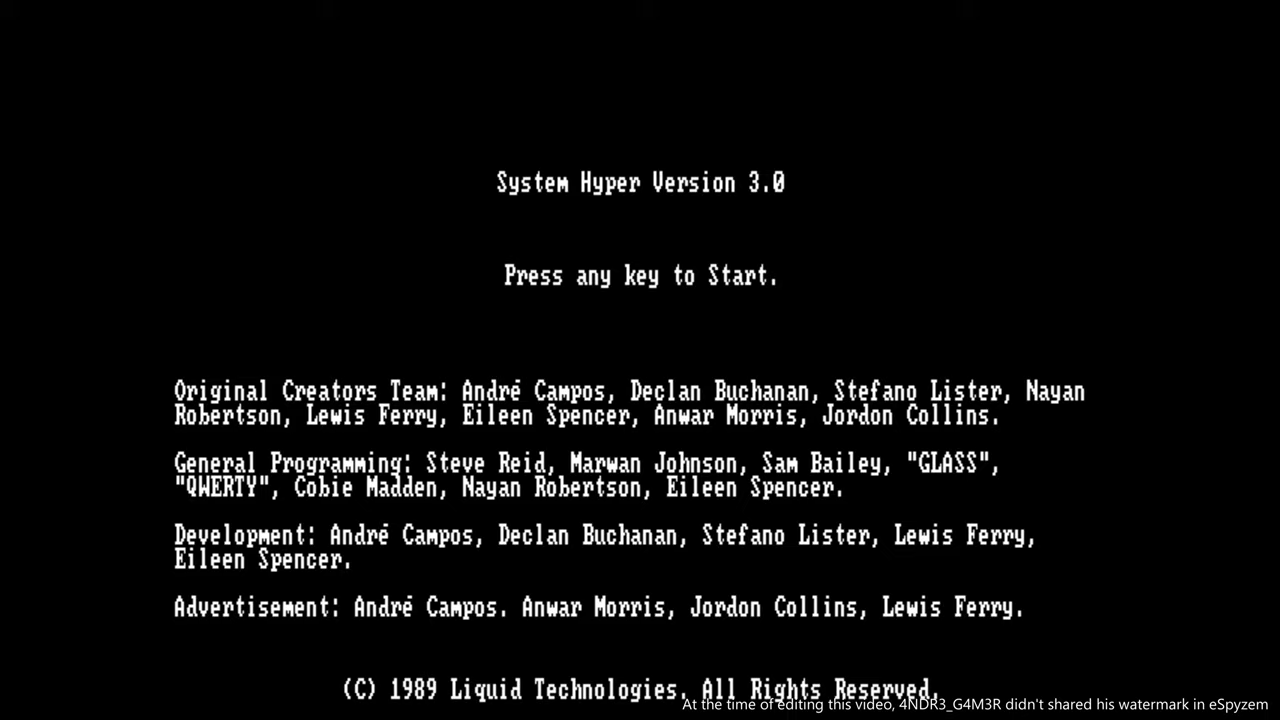 System Hyper Version 3.0
Press any key to Start.
Original Creators Team: André Campos, Declan Buchanan, Stefano Lister, Nayan
Robertson, Lewis Ferry, Eileen Spencer, Anwar Morris, Jordon Collins.
General Programming: Steve Reid, Marwan Johnson, Sam Bailey, "GLASS",
"QWERTY", Cobie Madden, Nayan Robertson, Eileen Spencer.
Development: André Campos, Declan Buchanan, Stefano Lister, Lewis Ferry,
Eileen Spencer.
Advertisement: André Campos. Anwar Morris, Jordon Collins, Lewis Ferry.
(C) 1989 Liquid Technologies. All Rights Reserved.
At the time of editing this video, 4NDR3_G4M3R didn't shared his watermark in eSpyzem